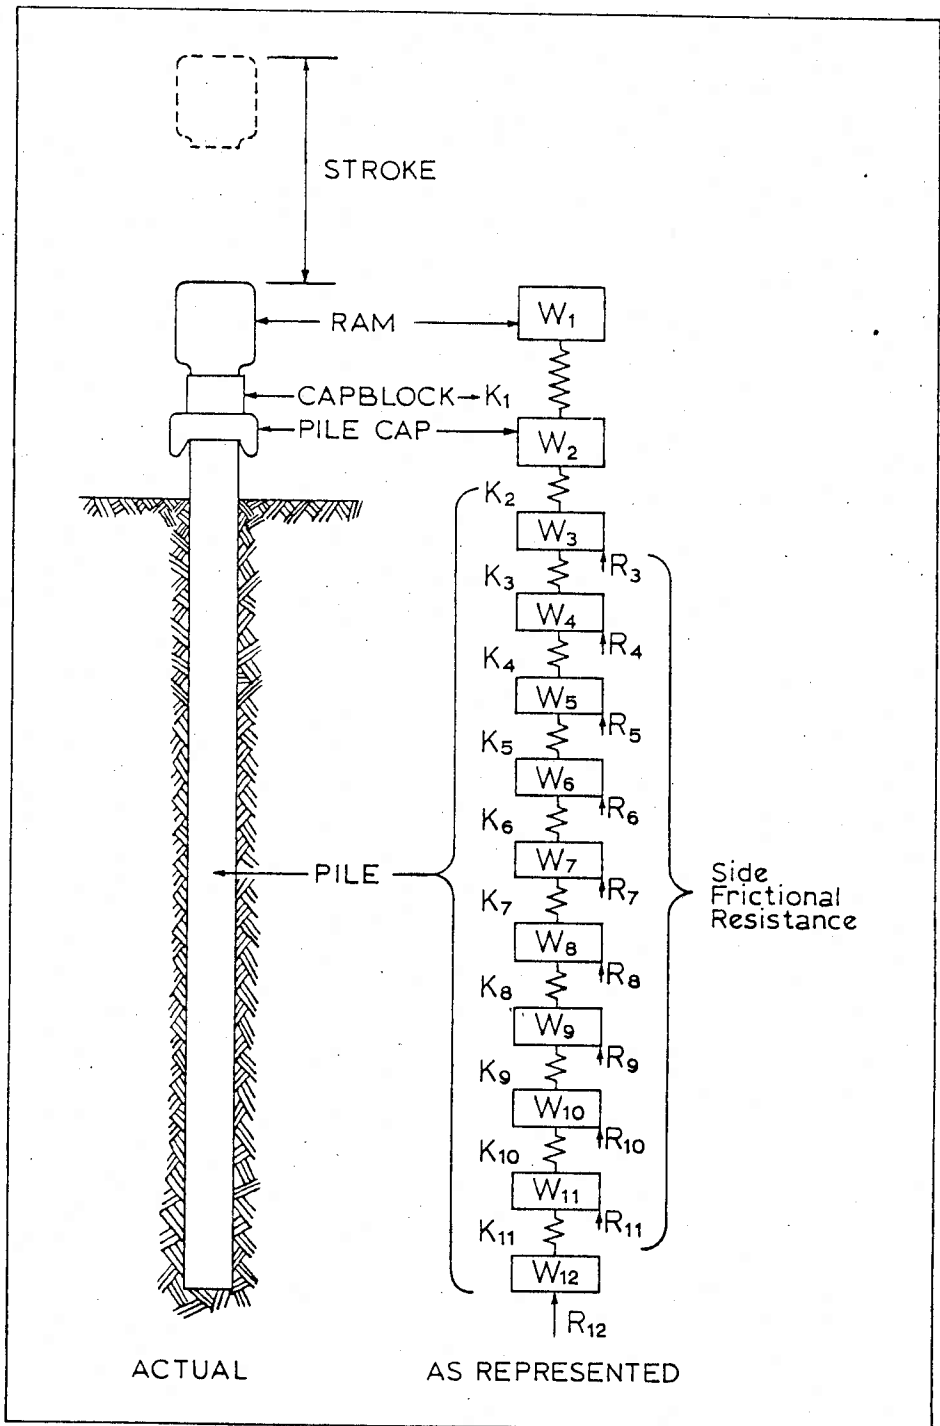 STROKE
RAM
W1
CAPBLOCK → K1
PILE CAP
W2
K2
W3
R3
K3
W4
R4
K4
W5
R5
K5
W6
R6
K6
W7
R7
PILE
Side
Frictional
Resistance
K7
W8
R8
K8
W9
R9
K9
W10
R10
K10
W11
R11
K11
W12
R12
ACTUAL
AS REPRESENTED